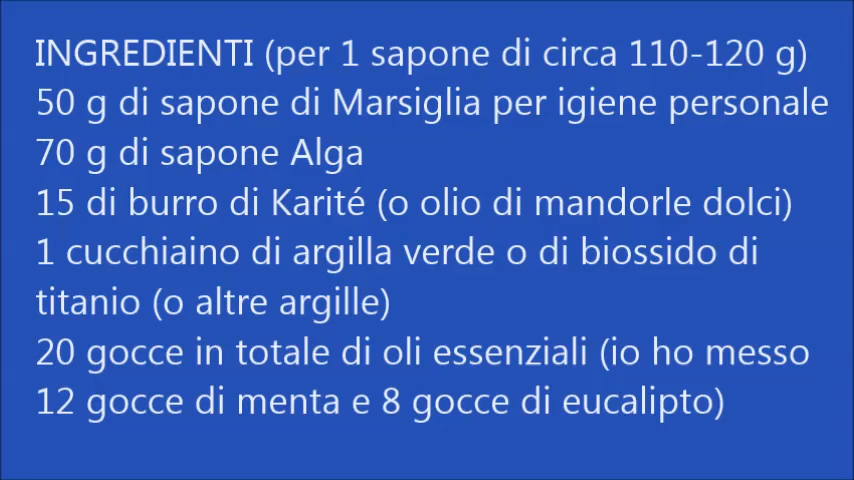 INGREDIENTI (per 1 sapone di circa 110-120 g)
50 g di sapone di Marsiglia per igiene personale
70 g di sapone Alga
15 di burro di Karité (o olio di mandorle dolci)
1 cucchiaino di argilla verde o di biossido di
titanio (o altre argille)
20 gocce in totale di oli essenziali (io ho messo
12 gocce di menta e 8 gocce di eucalipto)